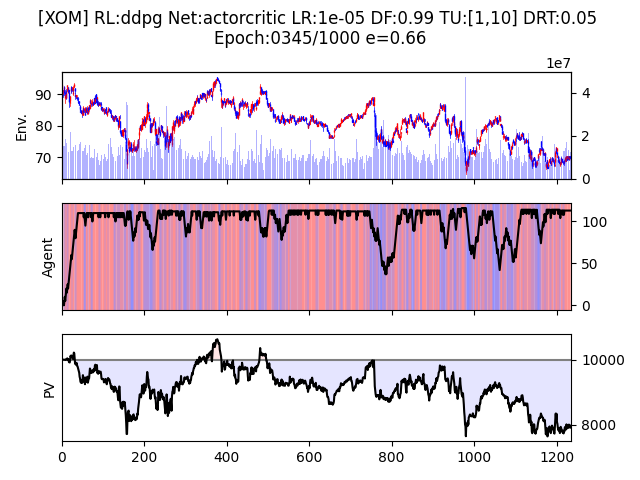 [XOM] RL:ddpg Net:actorcritic LR:1e-05 DF:0.99 TU:[1,10] DRT:0.05
Epoch:0345/1000 e=0.66
1e7
Env.
90
80
70
4
2
0
Agent
100
50
0
PV
10000
8000
0 200 400 600 800 1000 1200